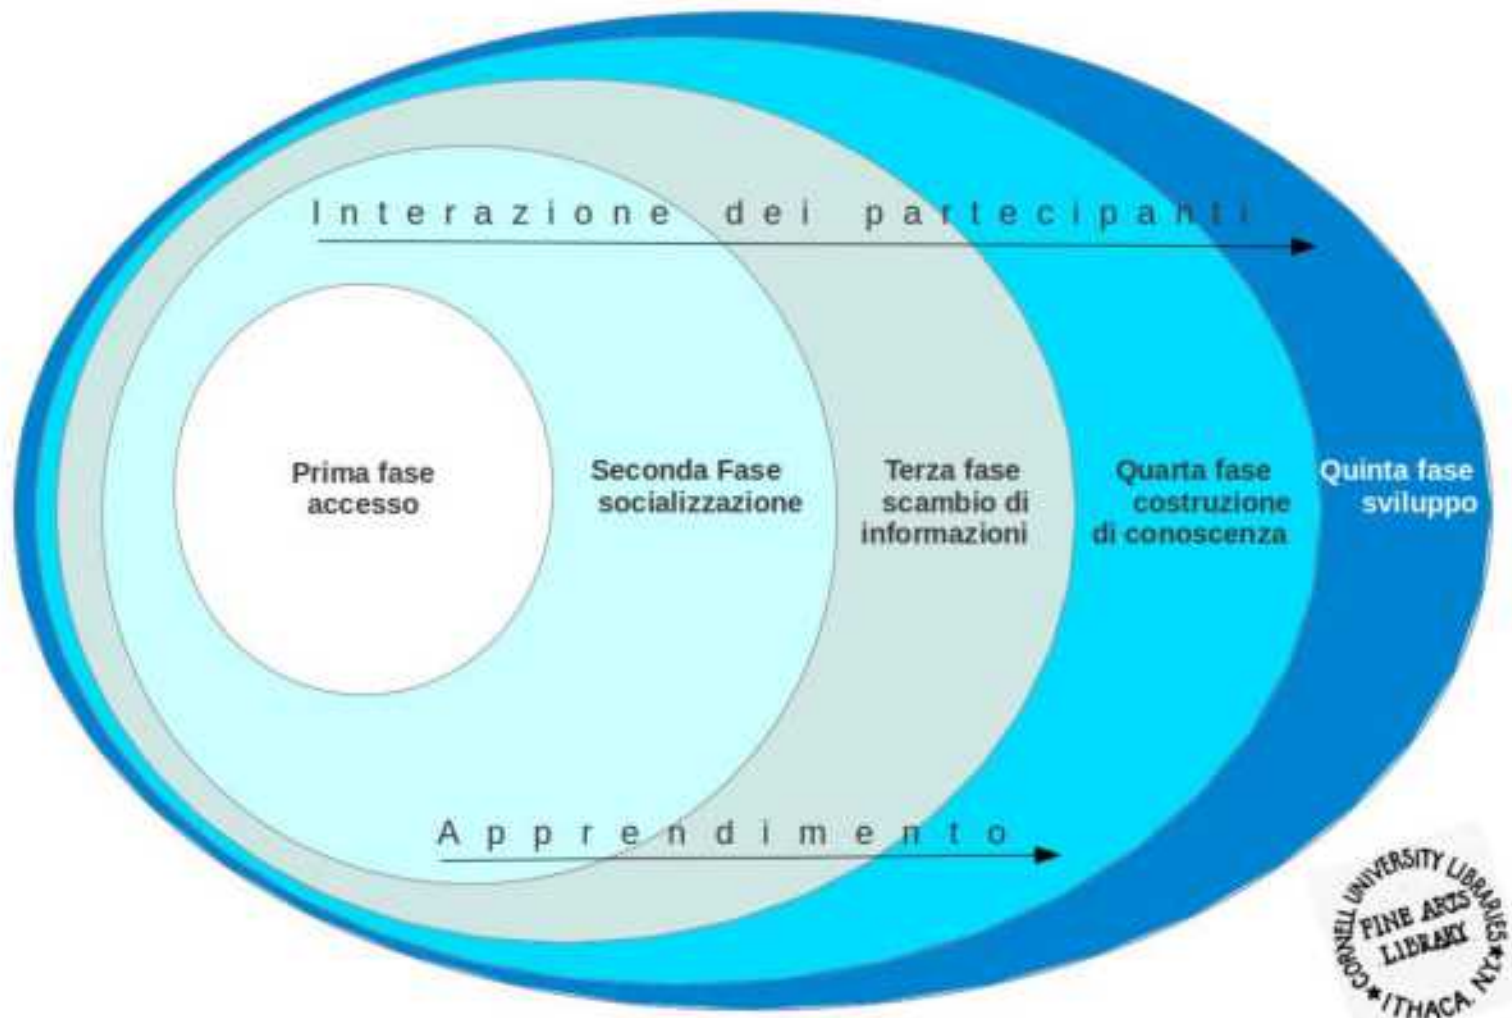 Interazione dei partecipanti
Prima fase
accesso
Seconda Fase
socializzazione
Terza fase
scambio di
informazioni
Quarta fase
costruzione
di conoscenza
Quinta fase
sviluppo
Apprendimento
CORNELL UNIVERSITY LIBRARIES
FINE ARTS
LIBRARY
ITHACA, N.Y.